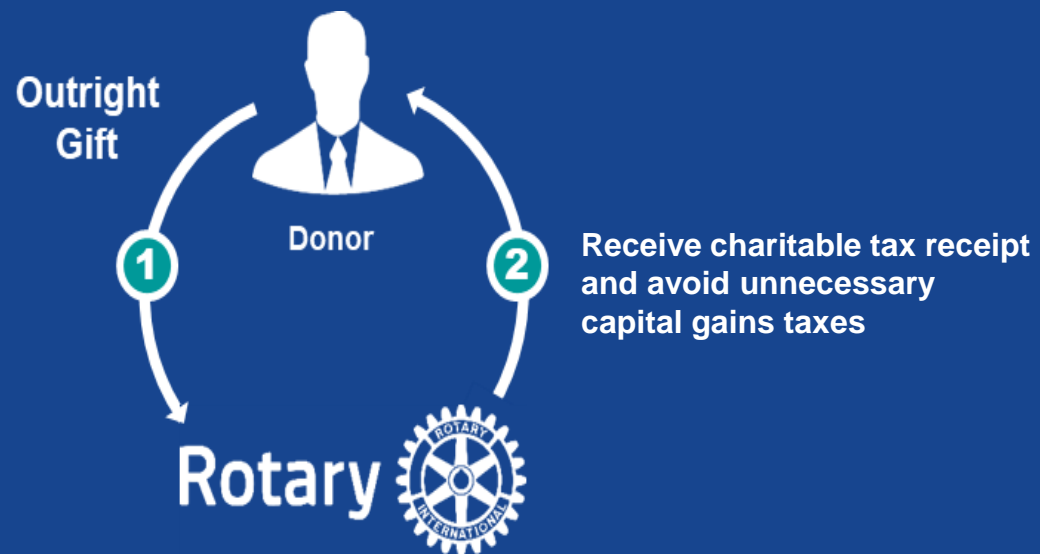 Outright
Gift
Donor
1
2
Receive charitable tax receipt
and avoid unnecessary
capital gains taxes
Rotary
ROTARY
INTERNATIONAL